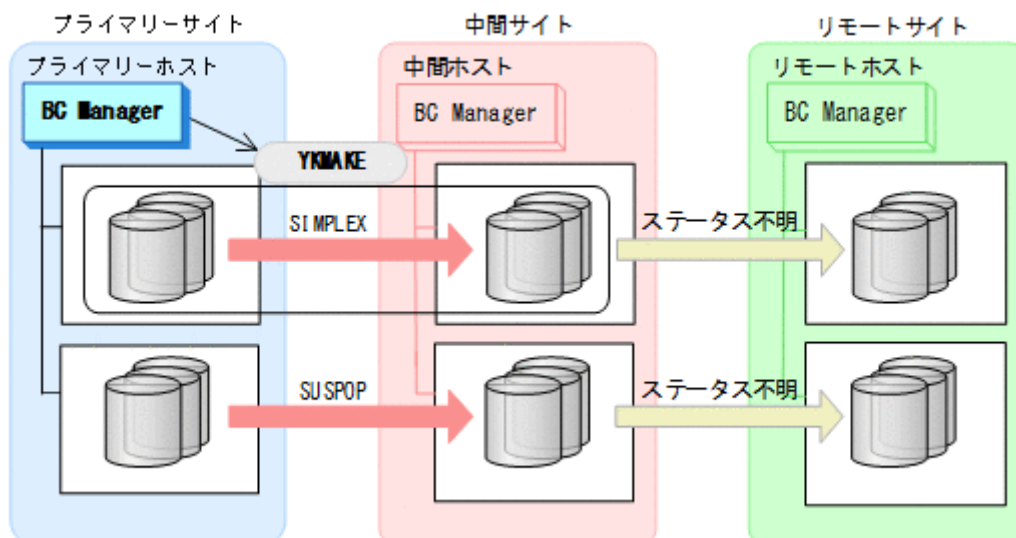 プライマリーサイト
中間サイト
リモートサイト
プライマリーホスト
中間ホスト
リモートホスト
BC Manager
BC Manager
BC Manager
YKMAKE
SIMPLEX
ステータス不明
SUSPOP
ステータス不明